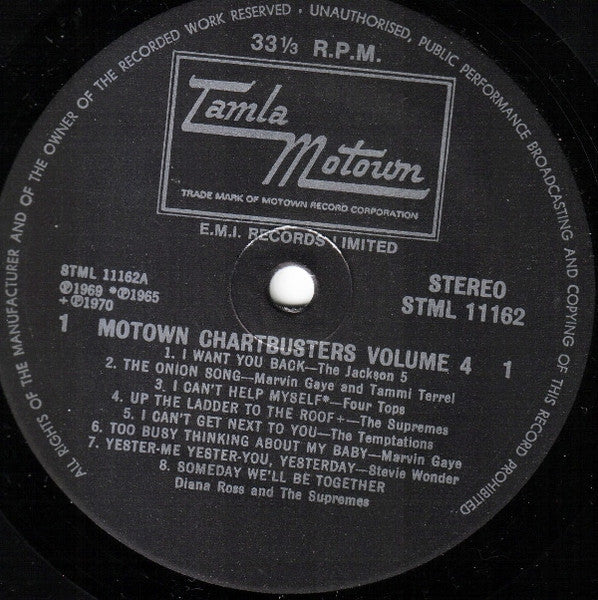 ALL RIGHTS OF THE MANUFACTURER AND OF THE OWNER OF THE RECORDED WORK RESERVED • UNAUTHORISED, PUBLIC PERFORMANCE BROADCASTING AND COPYING OF THIS RECORD PROHIBITED.
33⅓ R.P.M.
Tamla
Motown
TRADE MARK OF MOTOWN RECORD CORPORATION
E.M.I. RECORDS LIMITED
STML 11162A
℗1969 *℗1965
+℗1970
STEREO
STML 11162
1 MOTOWN CHARTBUSTERS VOLUME 4 1
1. I WANT YOU BACK—The Jackson 5
2. THE ONION SONG—Marvin Gaye and Tammi Terrel
3. I CAN'T HELP MYSELF*—Four Tops
4. UP THE LADDER TO THE ROOF+—The Supremes
5. I CAN'T GET NEXT TO YOU—The Temptations
6. TOO BUSY THINKING ABOUT MY BABY—Marvin Gaye
7. YESTER-ME YESTER-YOU, YESTERDAY—Stevie Wonder
8. SOMEDAY WE'LL BE TOGETHER
Diana Ross and The Supremes